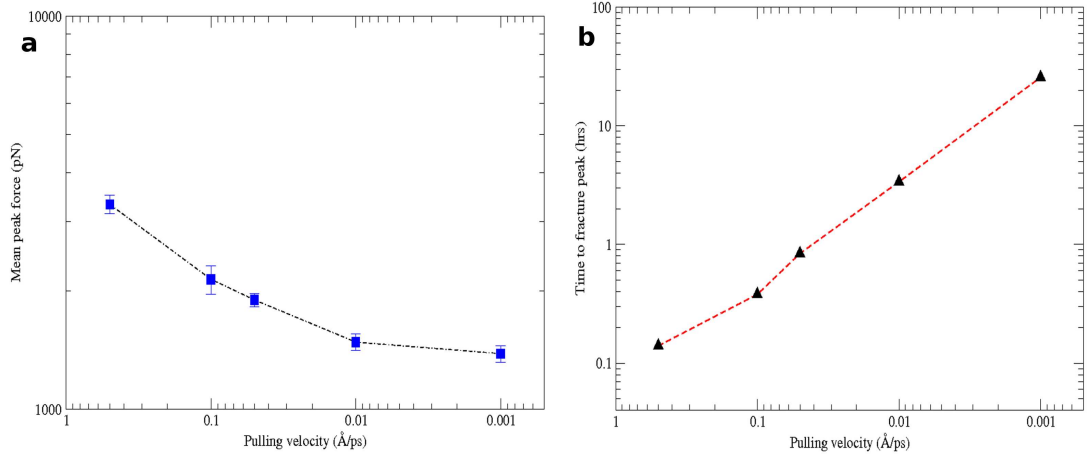 a
10000
Mean peak force (pN)
1000
1
0.1
0.01
0.001
Pulling velocity (Å/ps)
b
100
10
1
0.1
Time to fracture peak (hrs)
1
0.1
0.01
0.001
Pulling velocity (Å/ps)